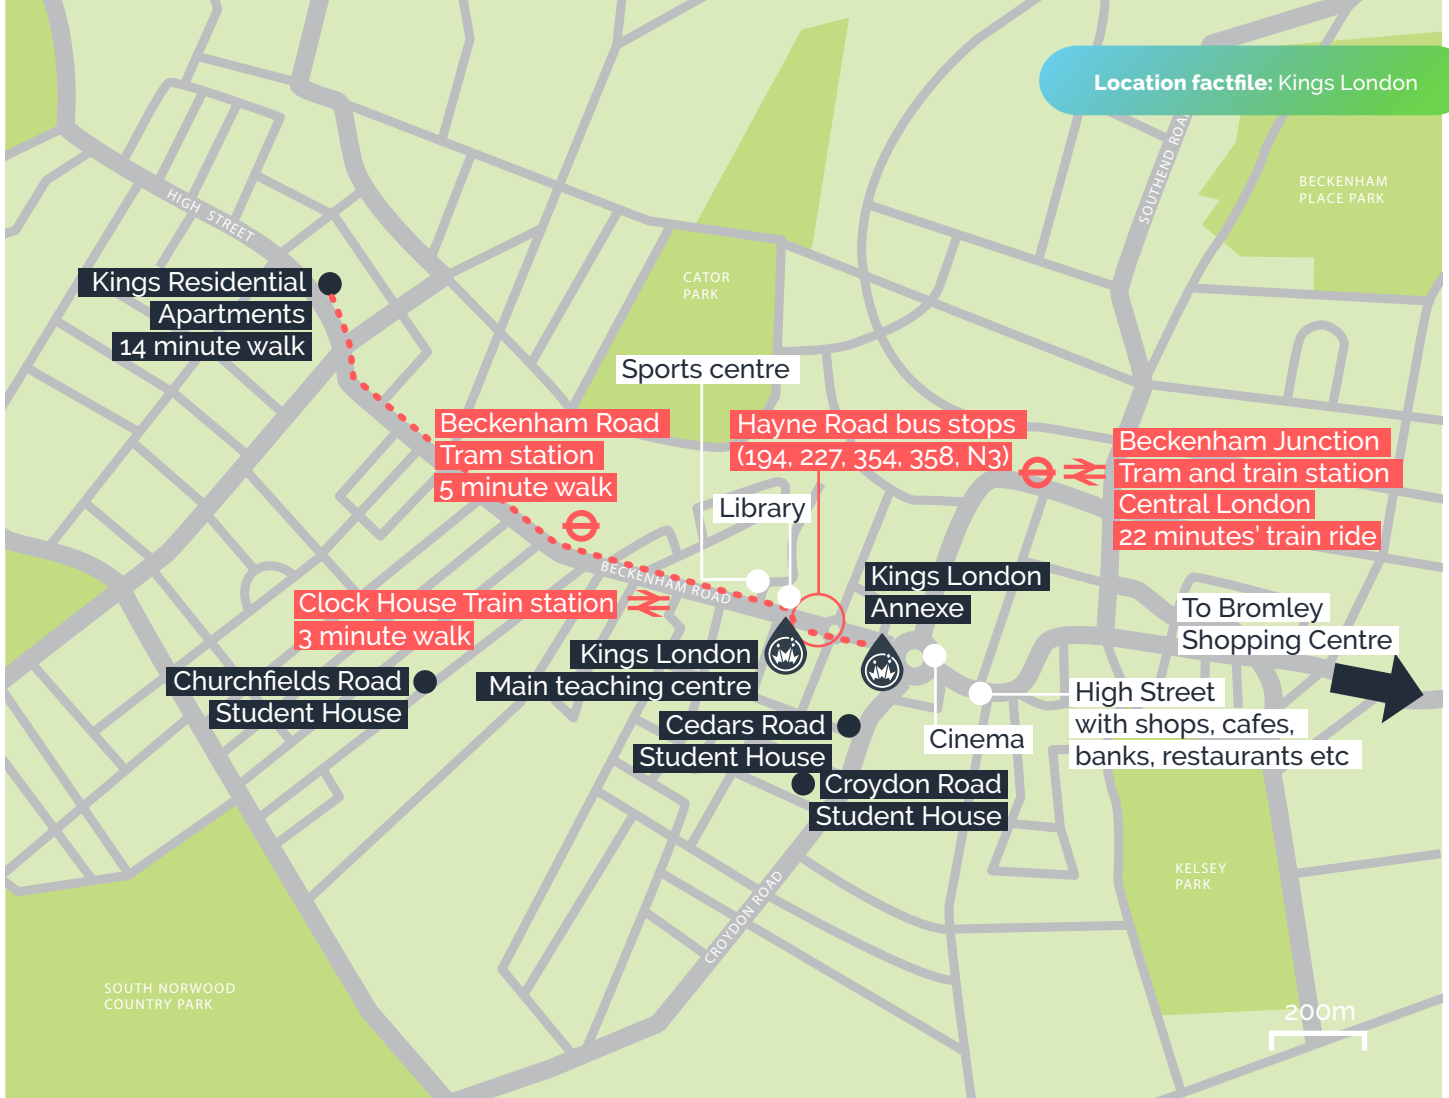 Location factfile: Kings London
SOUTHEND ROAD
BECKENHAM
PLACE PARK
HIGH STREET
CATOR
PARK
Kings Residential
Apartments
14 minute walk
Sports centre
Beckenham Road
Tram station
5 minute walk
Hayne Road bus stops
(194, 227, 354, 358, N3)
Beckenham Junction
Tram and train station
Central London
22 minutes' train ride
Library
BECKENHAM ROAD
Kings London
Annexe
Clock House Train station
3 minute walk
To Bromley
Shopping Centre
Kings London
Main teaching centre
Churchfields Road
Student House
High Street
with shops, cafes,
banks, restaurants etc
Cedars Road
Student House
Cinema
Croydon Road
Student House
KELSEY
PARK
CROYDON ROAD
SOUTH NORWOOD
COUNTRY PARK
200m